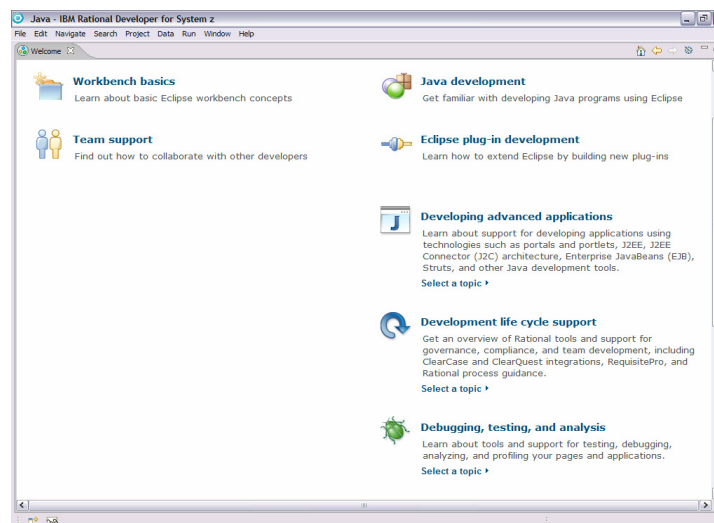 Java - IBM Rational Developer for System z
File Edit Navigate Search Project Data Run Window Help
Welcome
Workbench basics
Learn about basic Eclipse workbench concepts
Team support
Find out how to collaborate with other developers
Java development
Get familiar with developing Java programs using Eclipse
Eclipse plug-in development
Learn how to extend Eclipse by building new plug-ins
J
Developing advanced applications
Learn about support for developing applications using
technologies such as portals and portlets, J2EE, J2EE
Connector (J2C) architecture, Enterprise JavaBeans (EJB),
Struts, and other Java development tools.
Select a topic
Development life cycle support
Get an overview of Rational tools and support for
governance, compliance, and team development, including
ClearCase and ClearQuest integrations, RequisitePro, and
Rational process guidance.
Select a topic
Debugging, testing, and analysis
Learn about tools and support for testing, debugging,
analyzing, and profiling your pages and applications.
Select a topic